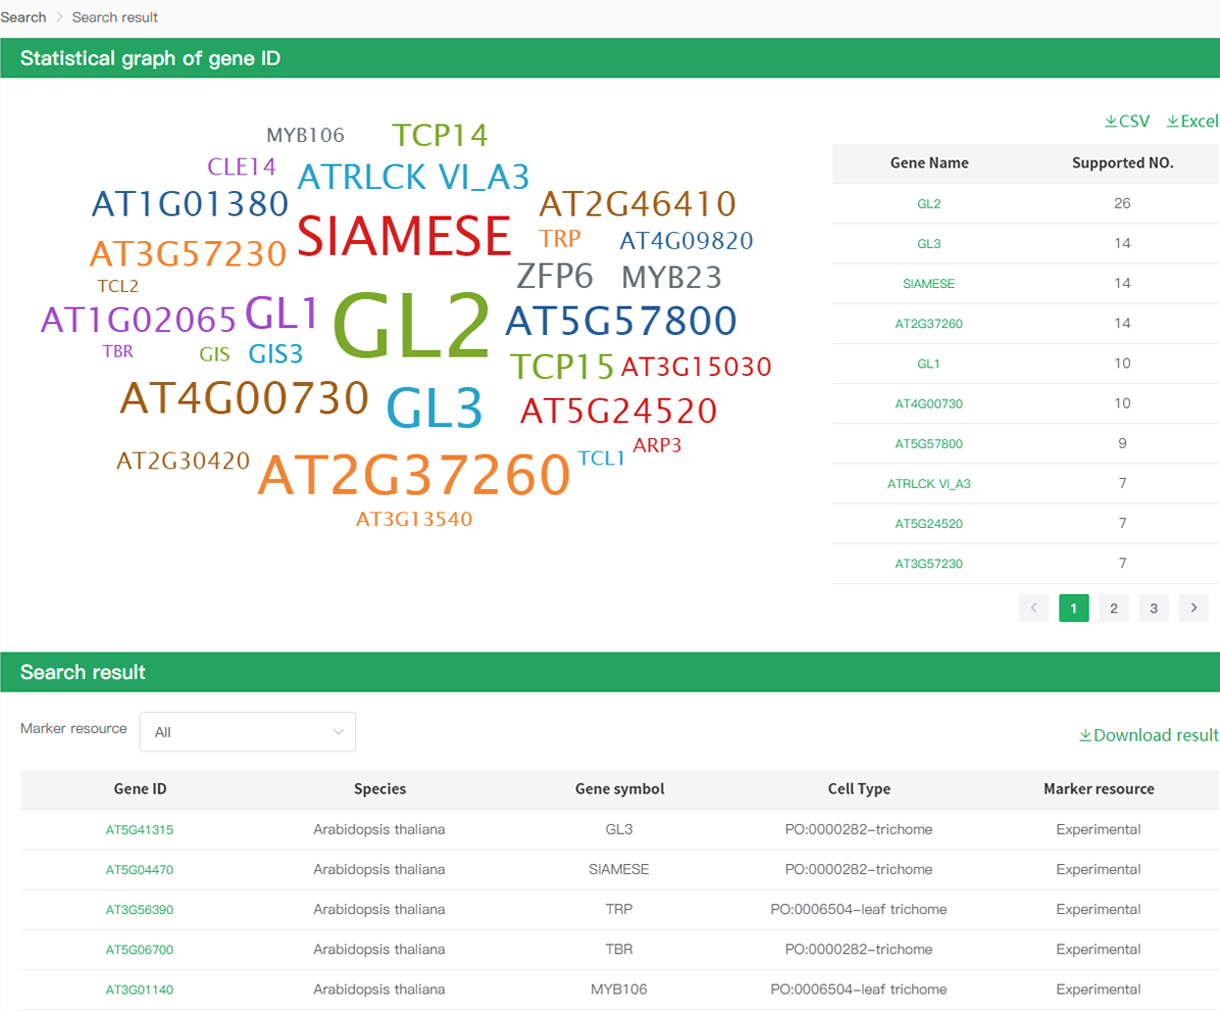 Search > Search result
Statistical graph of gene ID
CSV Excel
MYB106 TCP14
CLE14 ATRLCK VI_A3
AT1G01380 AT2G46410
SIAMESE TRP AT4G09820
AT3G57230 ZFP6 MYB23
TCL2
AT1G02065 GL1 GL2 AT5G57800
TBR GIS GIS3 TCP15 AT3G15030
AT4G00730 GL3 AT5G24520
ARP3
AT2G30420 AT2G37260 TCL1
AT3G13540
Gene Name Supported NO.
GL2 26
GL3 14
SIAMESE 14
AT2G37260 14
GL1 10
AT4G00730 10
AT5G57800 9
ATRLCK VI_A3 7
AT5G24520 7
AT3G57230 7
< 1 2 3 >
Search result
Marker resource All
Download result
Gene ID Species Gene symbol Cell Type Marker resource
AT5G41315 Arabidopsis thaliana GL3 PO:0000282-trichome Experimental
AT5G04470 Arabidopsis thaliana SIAMESE PO:0000282-trichome Experimental
AT3G56390 Arabidopsis thaliana TRP PO:0006504-leaf trichome Experimental
AT5G06700 Arabidopsis thaliana TBR PO:0000282-trichome Experimental
AT3G01140 Arabidopsis thaliana MYB106 PO:0006504-leaf trichome Experimental